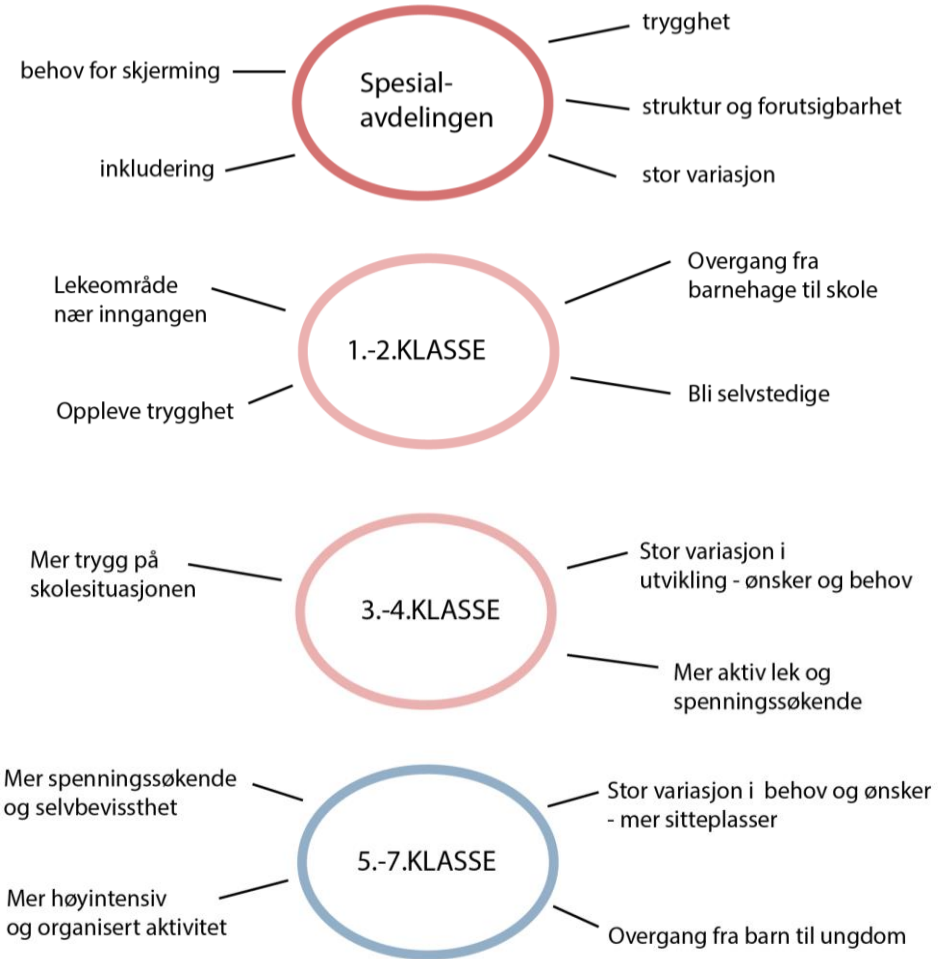 trygghet
behov for skjerming
Spesial-
avdelingen
struktur og forutsigbarhet
inkludering
stor variasjon
Lekeområde
nær inngangen
Overgang fra
barnehage til skole
1.-2.KLASSE
Oppleve trygghet
Bli selvstedige
Mer trygg på
skolesituasjonen
Stor variasjon i
utvikling - ønsker og behov
3.-4.KLASSE
Mer aktiv lek og
spenningssøkende
Mer spenningssøkende
og selvbevissthet
Stor variasjon i behov og ønsker
- mer sitteplasser
5.-7.KLASSE
Mer høyintensiv
og organisert aktivitet
Overgang fra barn til ungdom